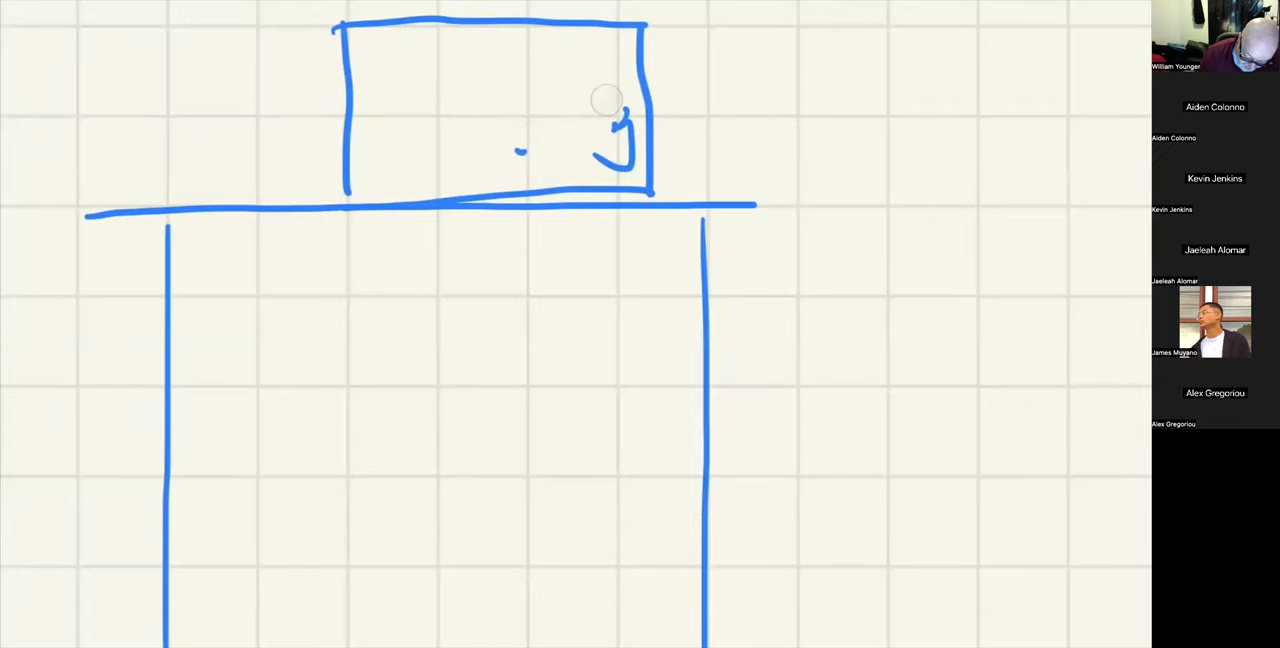 William Younger
Aiden Colonno
Aiden Colonno
Kevin Jenkins
Kevin Jenkins
Jaeleah Alomar
Jaeleah Alomar
James Muyano
Alex Gregoriou
Alex Gregoriou